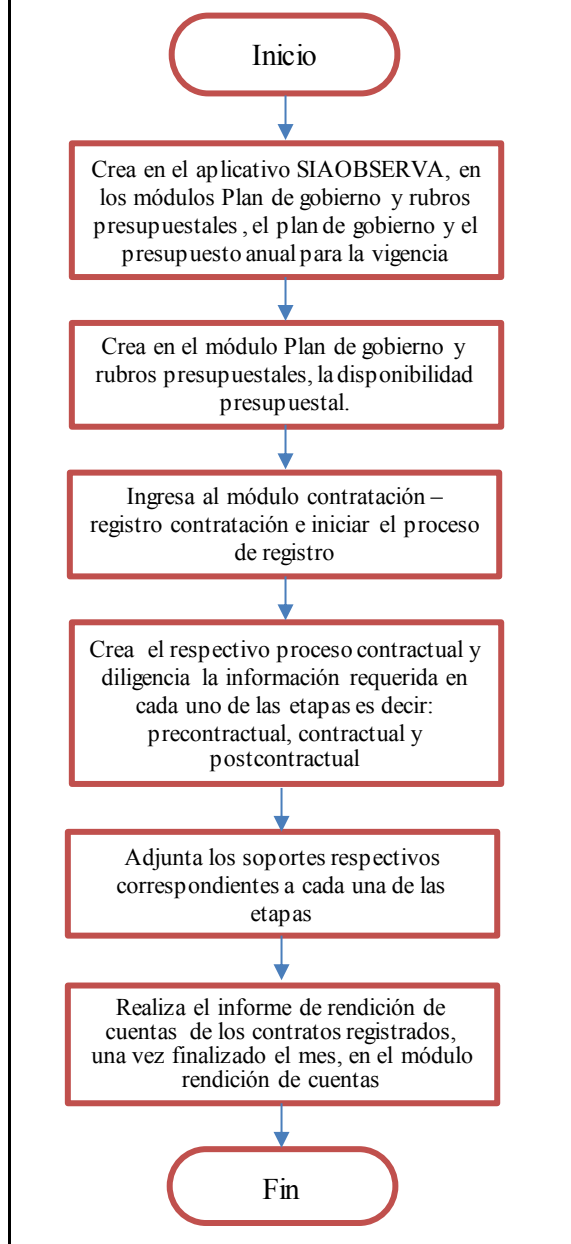 Inicio
Crea en el aplicativo SIAOBSERVA, en
los módulos Plan de gobierno y rubros
presupuestales , el plan de gobierno y el
presupuesto anual para la vigencia
Crea en el módulo Plan de gobierno y
rubros presupuestales, la disponibilidad
presupuestal.
Ingresa al módulo contratación –
registro contratación e iniciar el proceso
de registro
Crea el respectivo proceso contractual y
diligencia la información requerida en
cada uno de las etapas es decir:
precontractual, contractual y
postcontractual
Adjunta los soportes respectivos
correspondientes a cada una de las
etapas
Realiza el informe de rendición de
cuentas de los contratos registrados,
una vez finalizado el mes, en el módulo
rendición de cuentas
Fin